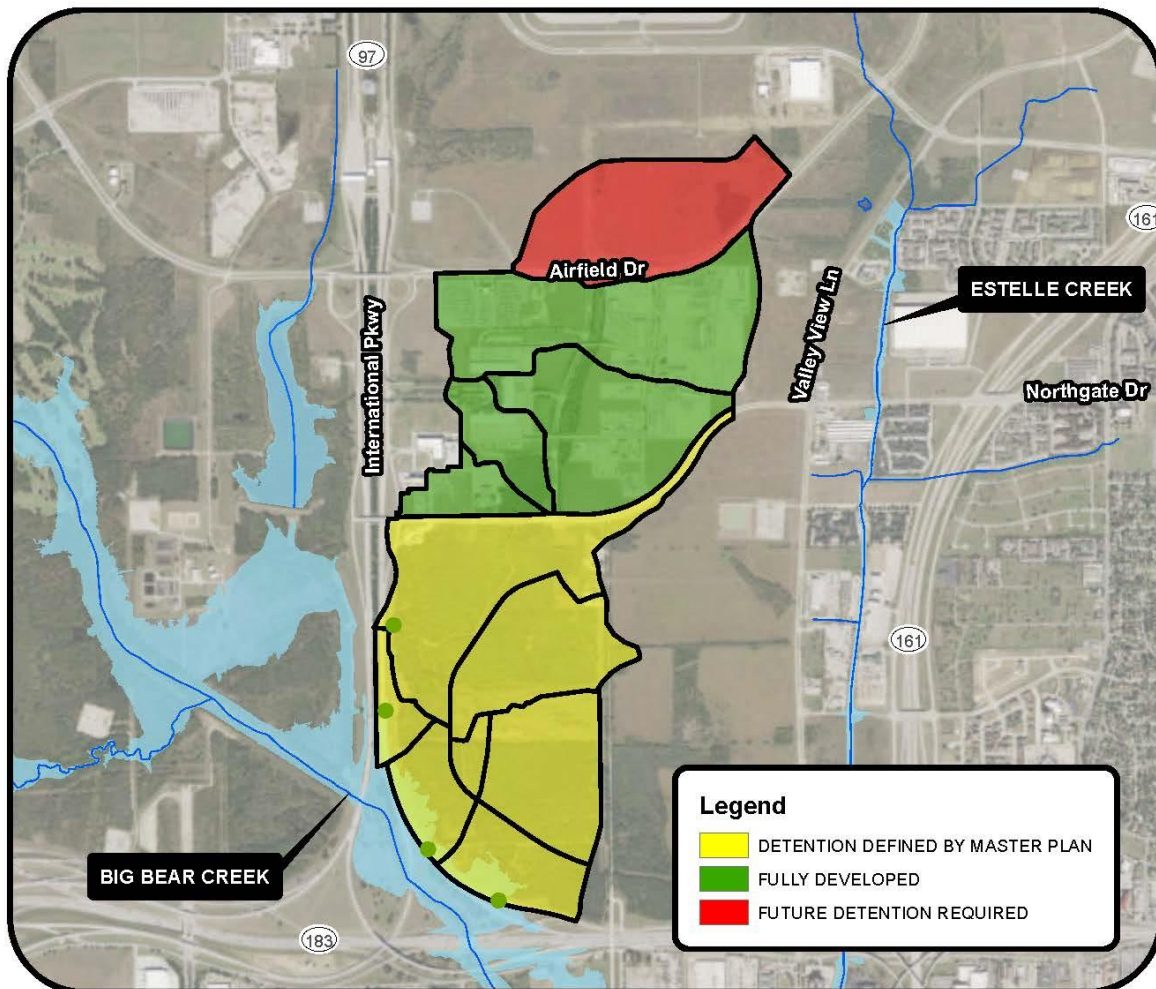 97
161
Airfield Dr
ESTELLE CREEK
International Pkwy
Valley View Ln
Northgate Dr
161
Legend
DETENTION DEFINED BY MASTER PLAN
FULLY DEVELOPED
FUTURE DETENTION REQUIRED
BIG BEAR CREEK
183